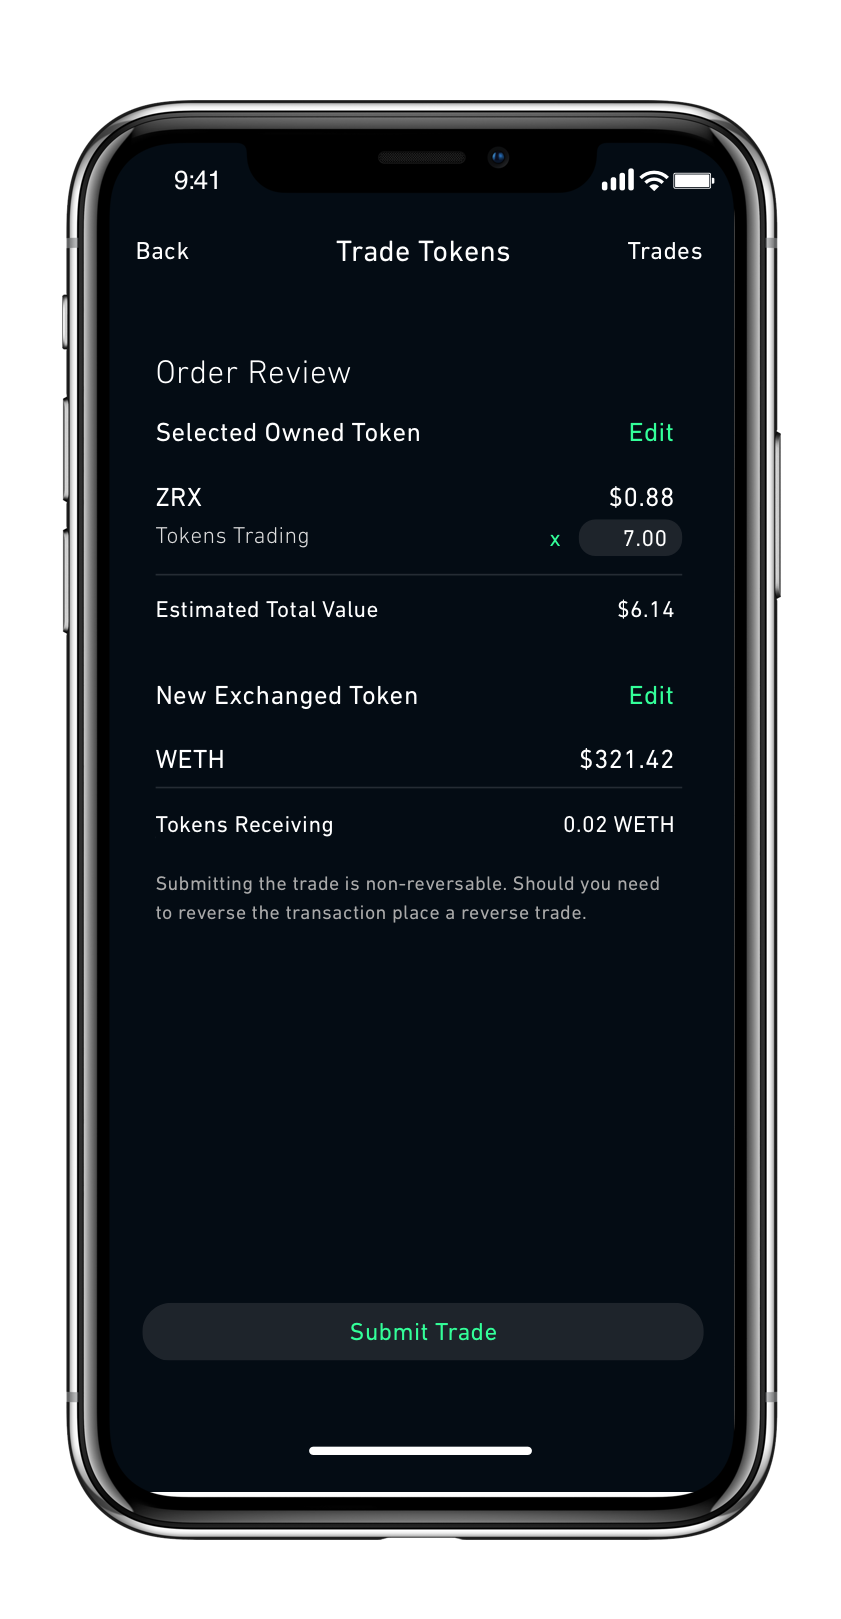 9:41
Back Trade Tokens Trades
Order Review
Selected Owned Token Edit
ZRX $0.88
Tokens Trading x 7.00
Estimated Total Value $6.14
New Exchanged Token Edit
WETH $321.42
Tokens Receiving 0.02 WETH
Submitting the trade is non-reversable. Should you need
to reverse the transaction place a reverse trade.
Submit Trade